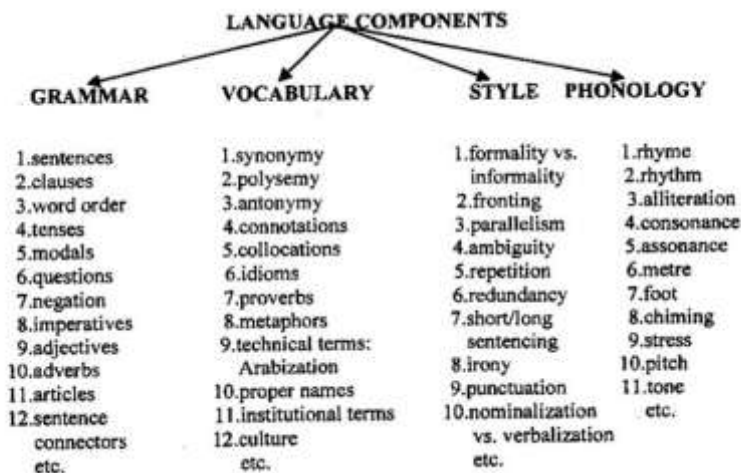 LANGUAGE COMPONENTS
GRAMMAR
1.sentences
2.clauses
3.word order
4.tenses
5.modals
6.questions
7.negation
8.imperatives
9.adjectives
10.adverbs
11.articles
12.sentence
connectors
etc.
VOCABULARY
1.synonymy
2.polysemy
3.antonymy
4.connotations
5.collocations
6.idioms
7.proverbs
8.metaphors
9.technical terms:
Arabization
10.proper names
11.institutional terms
12.culture
etc.
STYLE
1.formality vs.
informality
2.fronting
3.parallelism
4.ambiguity
5.repetition
6.redundancy
7.short/long
sentencing
8.irony
9.punctuation
10.nominalization
vs. verbalization
etc.
PHONOLOGY
1.rhyme
2.rhythm
3.alliteration
4.consonance
5.assonance
6.metre
7.foot
8.chiming
9.stress
10.pitch
11.tone
etc.